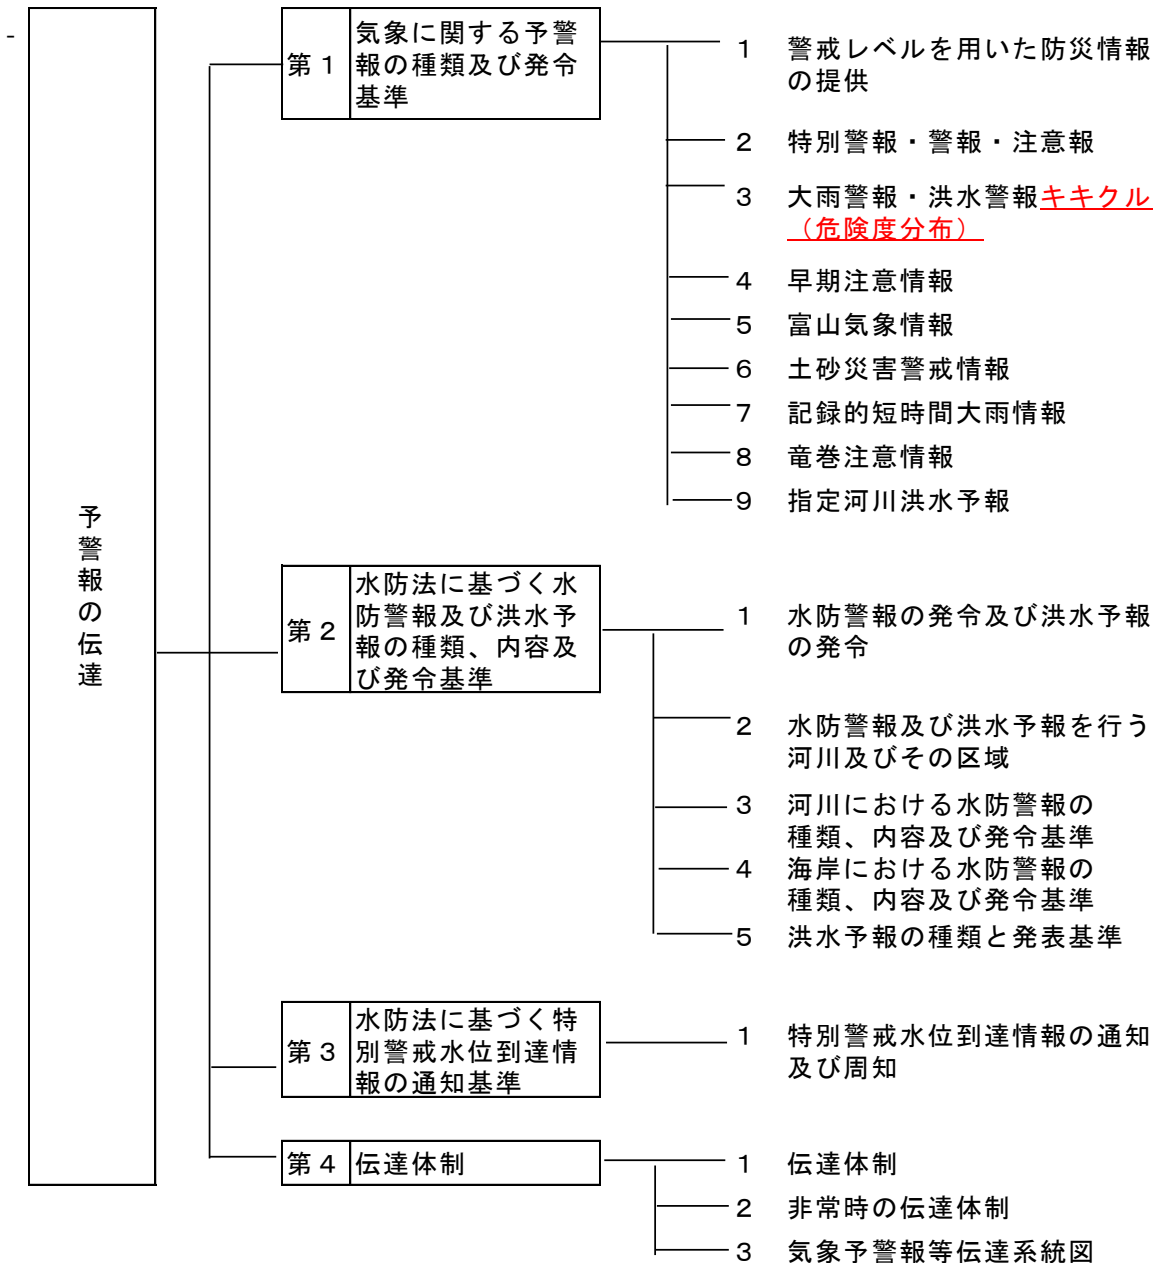 -
予警報の伝達
第１
気象に関する予警
報の種類及び発令
基準
1 警戒レベルを用いた防災情報
の提供
2 特別警報・警報・注意報
3 大雨警報・洪水警報キキクル
（危険度分布）
4 早期注意情報
5 富山気象情報
6 土砂災害警戒情報
7 記録的短時間大雨情報
8 竜巻注意情報
9 指定河川洪水予報
第２
水防法に基づく水
防警報及び洪水予
報の種類、内容及
び発令基準
1 水防警報の発令及び洪水予報
の発令
2 水防警報及び洪水予報を行う
河川及びその区域
3 河川における水防警報の
種類、内容及び発令基準
4 海岸における水防警報の
種類、内容及び発令基準
5 洪水予報の種類と発表基準
第３
水防法に基づく特
別警戒水位到達情
報の通知基準
1 特別警戒水位到達情報の通知
及び周知
第４
伝達体制
1 伝達体制
2 非常時の伝達体制
3 気象予警報等伝達系統図